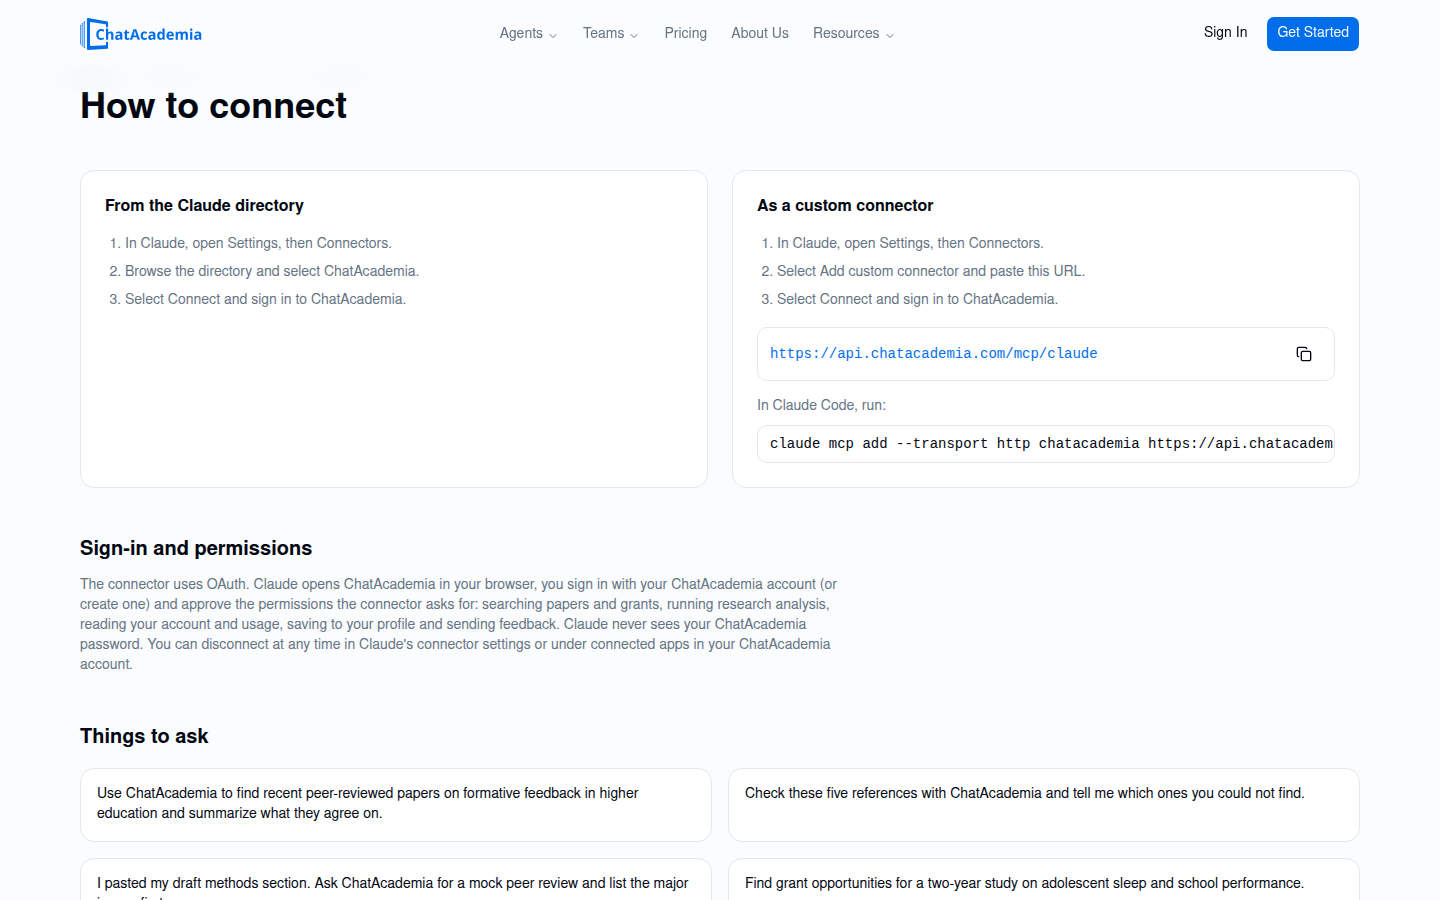 ChatAcademia
Agents
Teams
Pricing
About Us
Resources
Sign In
Get Started
How to connect
From the Claude directory
1. In Claude, open Settings, then Connectors.
2. Browse the directory and select ChatAcademia.
3. Select Connect and sign in to ChatAcademia.
As a custom connector
1. In Claude, open Settings, then Connectors.
2. Select Add custom connector and paste this URL.
3. Select Connect and sign in to ChatAcademia.
https://api.chatacademia.com/mcp/claude
In Claude Code, run:
claude mcp add --transport http chatacademia https://api.chatacadem
Sign-in and permissions
The connector uses OAuth. Claude opens ChatAcademia in your browser, you sign in with your ChatAcademia account (or
create one) and approve the permissions the connector asks for: searching papers and grants, running research analysis,
reading your account and usage, saving to your profile and sending feedback. Claude never sees your ChatAcademia
password. You can disconnect at any time in Claude's connector settings or under connected apps in your ChatAcademia
account.
Things to ask
Use ChatAcademia to find recent peer-reviewed papers on formative feedback in higher
education and summarize what they agree on.
Check these five references with ChatAcademia and tell me which ones you could not find.
I pasted my draft methods section. Ask ChatAcademia for a mock peer review and list the major
Find grant opportunities for a two-year study on adolescent sleep and school performance.